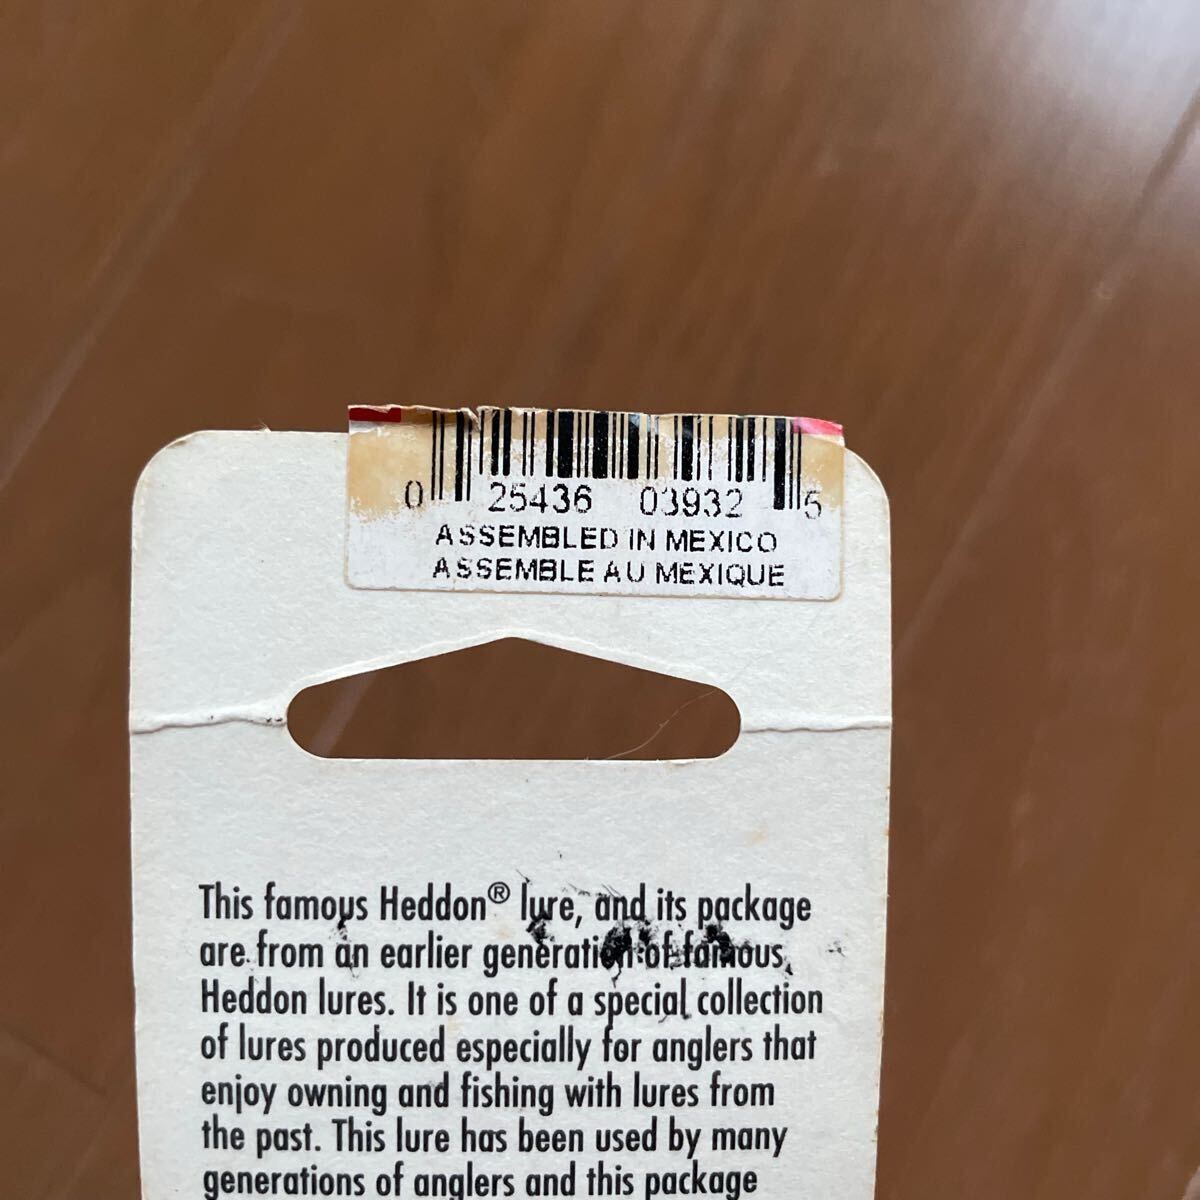 0 25436 03932 5
ASSEMBLED IN MEXICO
ASSEMBLE AU MEXIQUE
This famous Heddon® lure, and its package
are from an earlier generation of famous
Heddon lures. It is one of a special collection
of lures produced especially for anglers that
enjoy owning and fishing with lures from
the past. This lure has been used by many
generations of anglers and this package